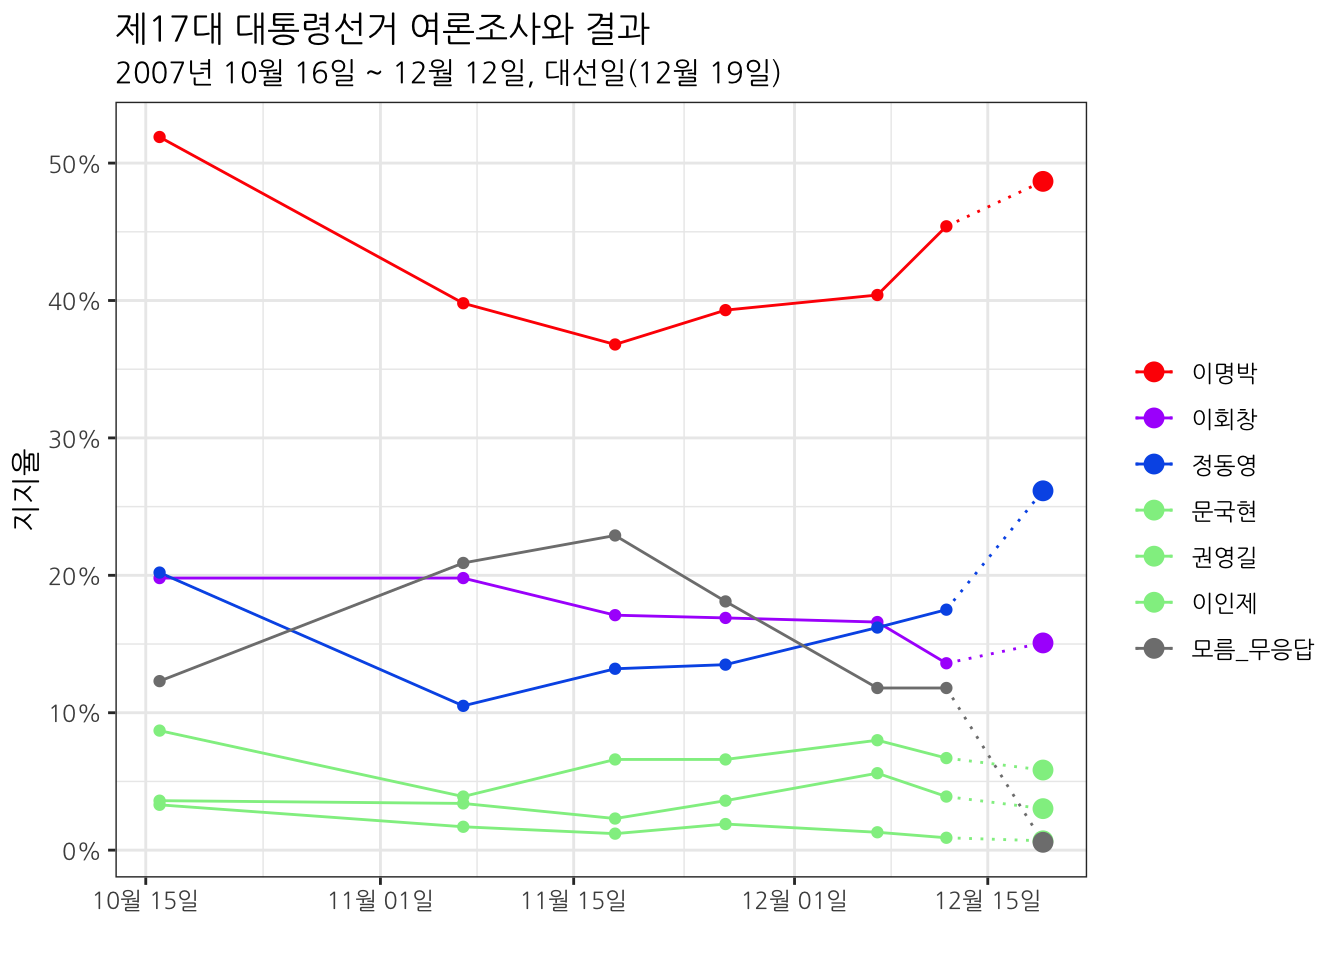 제17대 대통령선거 여론조사와 결과
2007년 10월 16일 ~ 12월 12일, 대선일(12월 19일)
지지율
50%
40%
30%
20%
10%
0%
10월 15일
11월 01일
11월 15일
12월 01일
12월 15일
이명박
이회창
정동영
문국현
권영길
이인제
모름_무응답